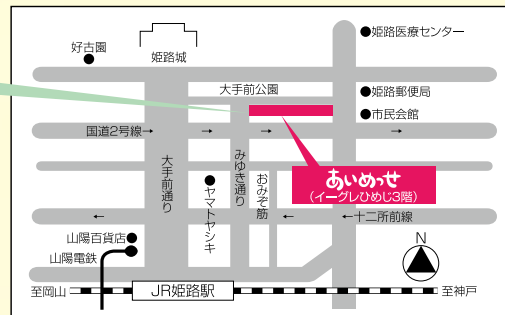 好古園
姫路城
姫路医療センター
大手前公園
姫路郵便局
市民会館
国道2号線→
→
→
→
大手前通り
みゆき通り
おみぞ筋
ヤマトヤシキ
あいめっせ
(イーグレひめじ3階)
←
←
←十二所前線
山陽百貨店
山陽電鉄
N
至岡山
JR姫路駅
至神戸